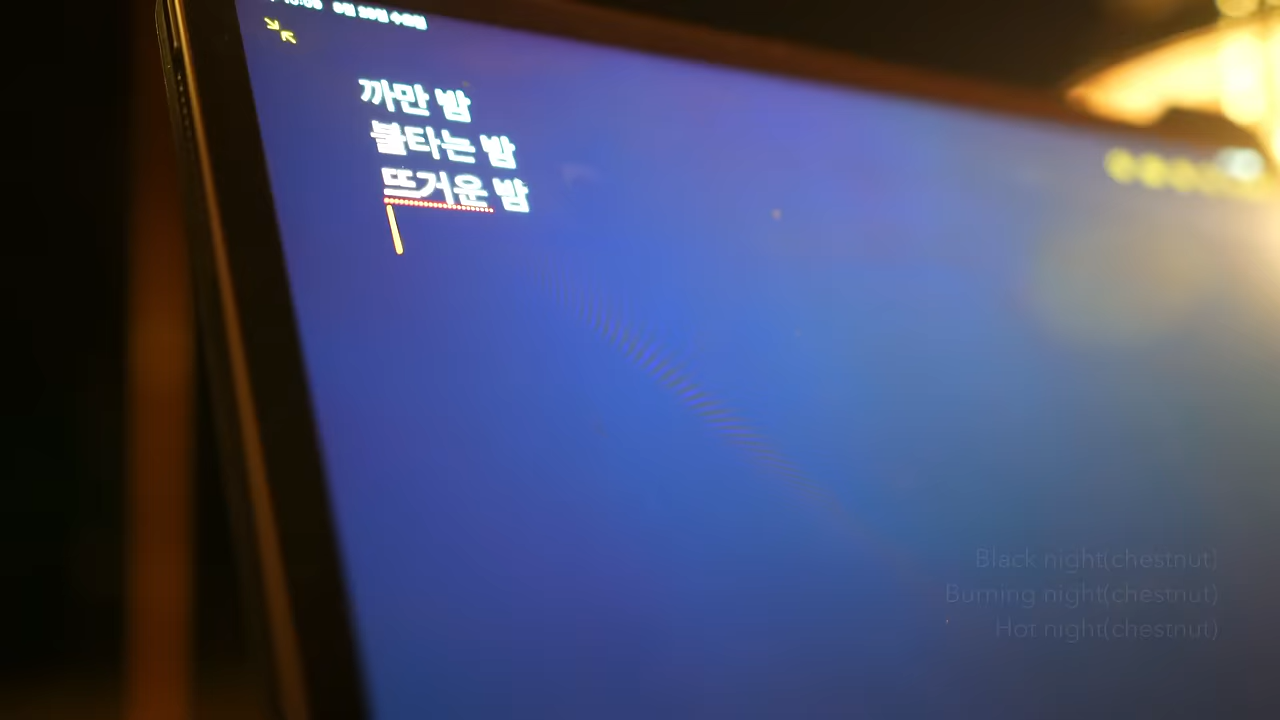 까만 밤
불타는 밤
뜨거운 밤
Black night(chestnut)
Burning night(chestnut)
Hot night(chestnut)